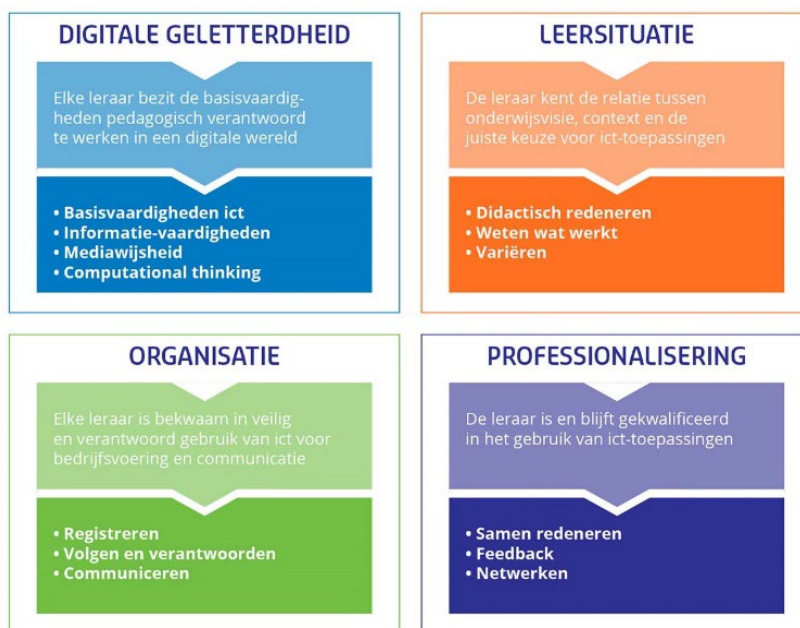 DIGITALE GELETTERDHEID
Elke leraar bezit de basisvaardig-
heden pedagogisch verantwoord
te werken in een digitale wereld
• Basisvaardigheden ict
• Informatie-vaardigheden
• Mediawijsheid
• Computational thinking
LEERSITUATIE
De leraar kent de relatie tussen
onderwijsvisie, context en de
juiste keuze voor ict-toepassingen
• Didactisch redeneren
• Weten wat werkt
• Variëren
ORGANISATIE
Elke leraar is bekwaam in veilig
en verantwoord gebruik van ict voor
bedrijfsvoering en communicatie
• Registreren
• Volgen en verantwoorden
• Communiceren
PROFESSIONALISERING
De leraar is en blijft gekwalificeerd
in het gebruik van ict-toepassingen
• Samen redeneren
• Feedback
• Netwerken